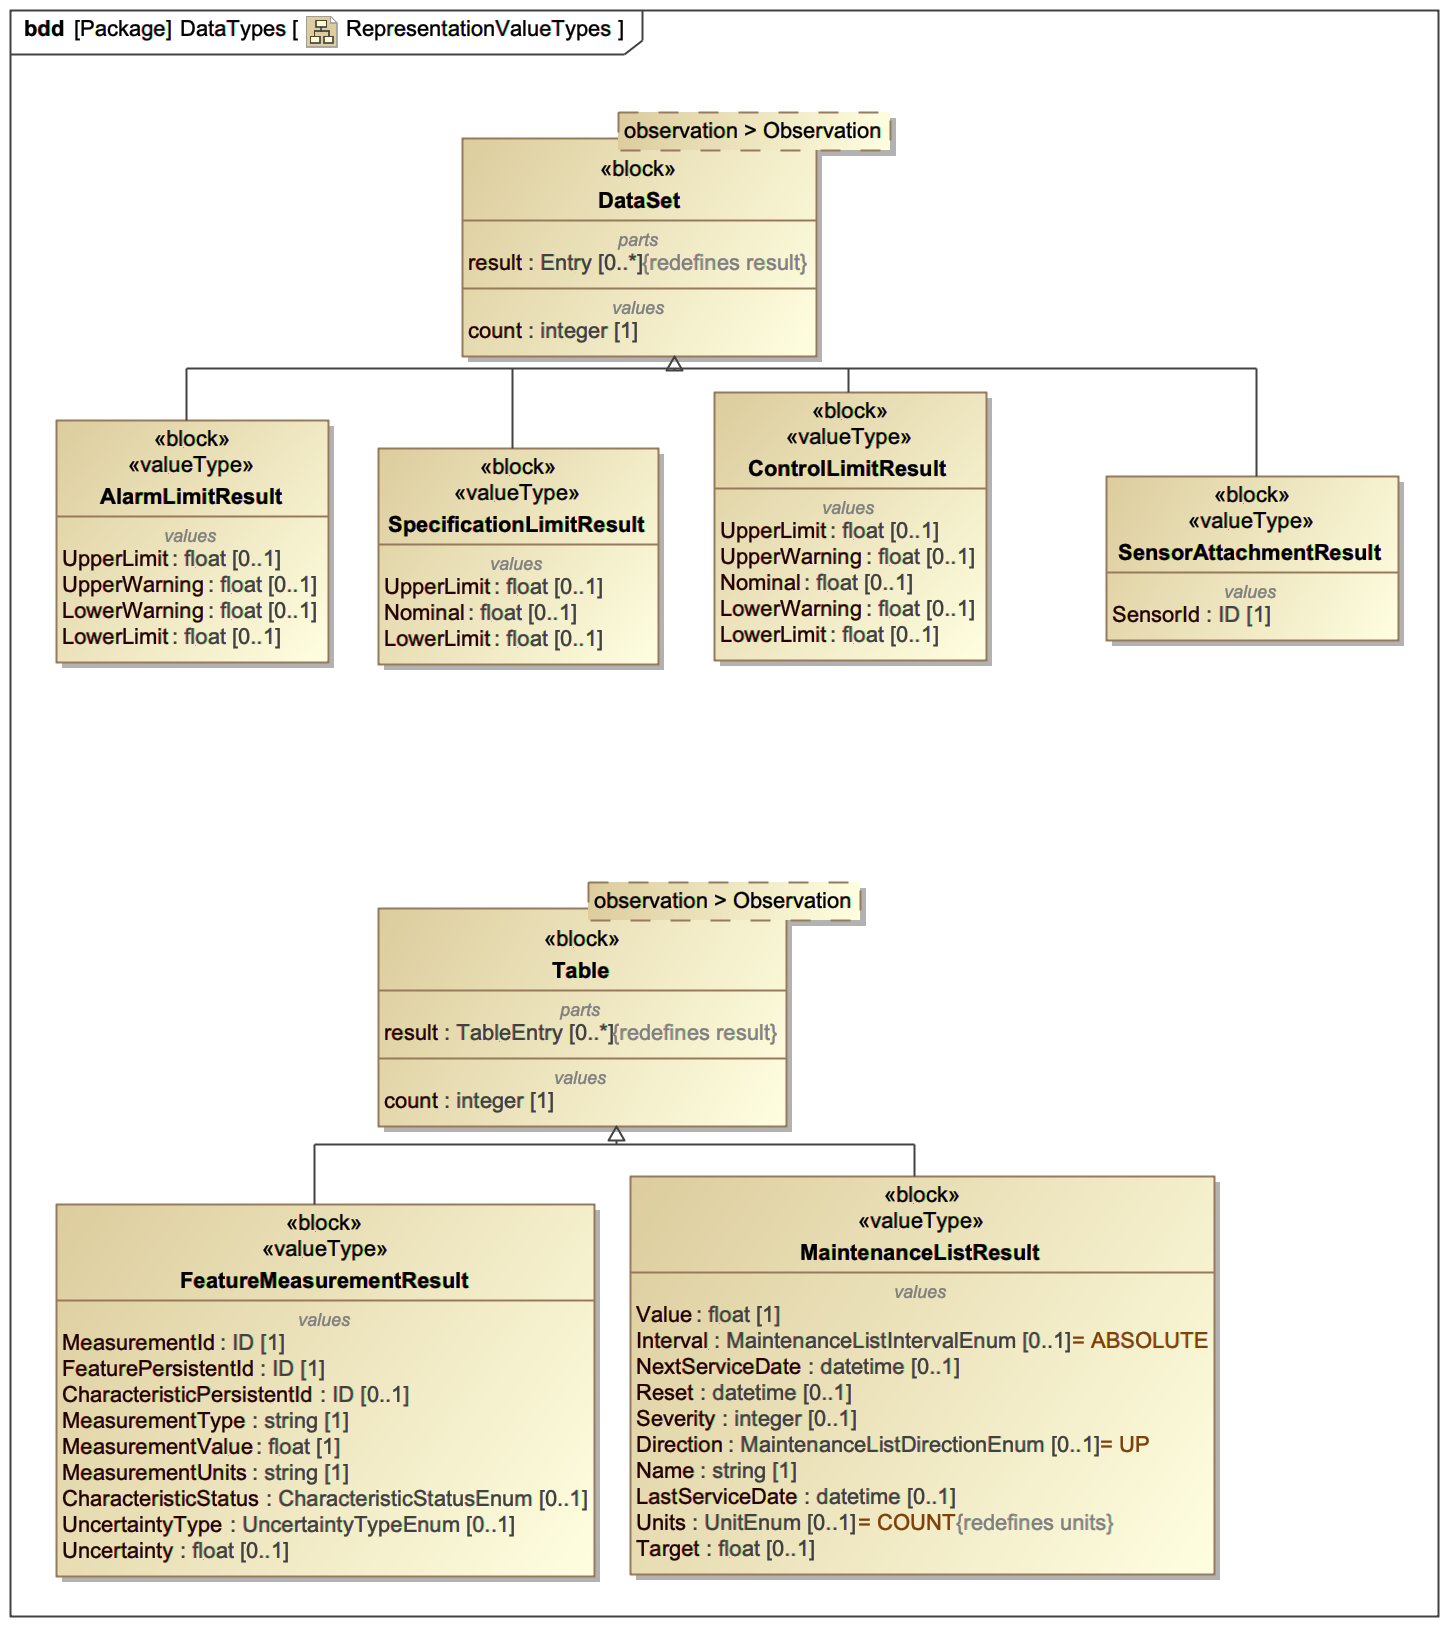 bdd [Package] DataTypes [ RepresentationValueTypes ]
observation > Observation
«block»
DataSet
parts
result : Entry [0..*]{redefines result}
values
count : integer [1]
«block»
«valueType»
AlarmLimitResult
values
UpperLimit : float [0..1]
UpperWarning : float [0..1]
LowerWarning : float [0..1]
LowerLimit : float [0..1]
«block»
«valueType»
SpecificationLimitResult
values
UpperLimit : float [0..1]
Nominal : float [0..1]
LowerLimit : float [0..1]
«block»
«valueType»
ControlLimitResult
values
UpperLimit : float [0..1]
UpperWarning : float [0..1]
Nominal : float [0..1]
LowerWarning : float [0..1]
LowerLimit : float [0..1]
«block»
«valueType»
SensorAttachmentResult
values
SensorId : ID [1]
observation > Observation
«block»
Table
parts
result : TableEntry [0..*]{redefines result}
values
count : integer [1]
«block»
«valueType»
FeatureMeasurementResult
values
MeasurementId : ID [1]
FeaturePersistentId : ID [1]
CharacteristicPersistentId : ID [0..1]
MeasurementType : string [1]
MeasurementValue : float [1]
MeasurementUnits : string [1]
CharacteristicStatus : CharacteristicStatusEnum [0..1]
UncertaintyType : UncertaintyTypeEnum [0..1]
Uncertainty : float [0..1]
«block»
«valueType»
MaintenanceListResult
values
Value : float [1]
Interval : MaintenanceListIntervalEnum [0..1]= ABSOLUTE
NextServiceDate : datetime [0..1]
Reset : datetime [0..1]
Severity : integer [0..1]
Direction : MaintenanceListDirectionEnum [0..1]= UP
Name : string [1]
LastServiceDate : datetime [0..1]
Units : UnitEnum [0..1]= COUNT{redefines units}
Target : float [0..1]